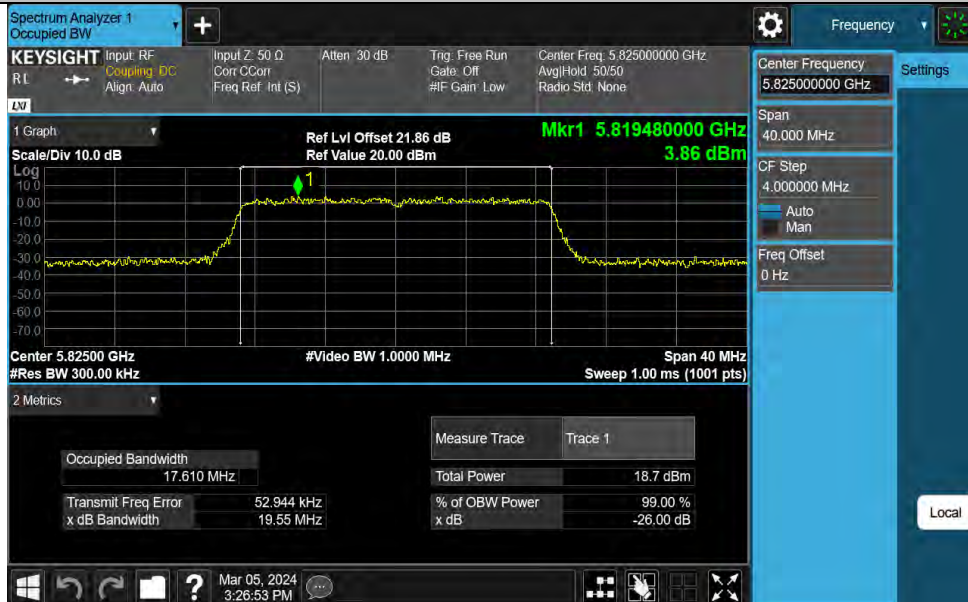 Spectrum Analyzer 1
Occupied BW
+
Frequency
KEYSIGHT Input: RF
Coupling: DC
Align: Auto
Input Z: 50 Ω
Corr CCorr
Freq Ref: Int (S)
Atten: 30 dB
Trig: Free Run
Gate: Off
#IF Gain: Low
Center Freq: 5.825000000 GHz
Avg|Hold: 50/50
Radio Std: None
LXI
Center Frequency
5.825000000 GHz
Settings
Span
40.000 MHz
CF Step
4.000000 MHz
Auto
Man
Freq Offset
0 Hz
Local
1 Graph
Scale/Div 10.0 dB
Ref Lvl Offset 21.86 dB
Ref Value 20.00 dBm
Mkr1 5.819480000 GHz
3.86 dBm
Log
10.0
0.00
-10.0
-20.0
-30.0
-40.0
-50.0
-60.0
-70.0
1
Center 5.82500 GHz
#Res BW 300.00 kHz
#Video BW 1.0000 MHz
Span 40 MHz
Sweep 1.00 ms (1001 pts)
2 Metrics
Measure Trace Trace 1
Occupied Bandwidth
17.610 MHz
Total Power 18.7 dBm
Transmit Freq Error 52.944 kHz
% of OBW Power 99.00 %
x dB Bandwidth 19.55 MHz
x dB -26.00 dB
?
Mar 05, 2024
3:26:53 PM